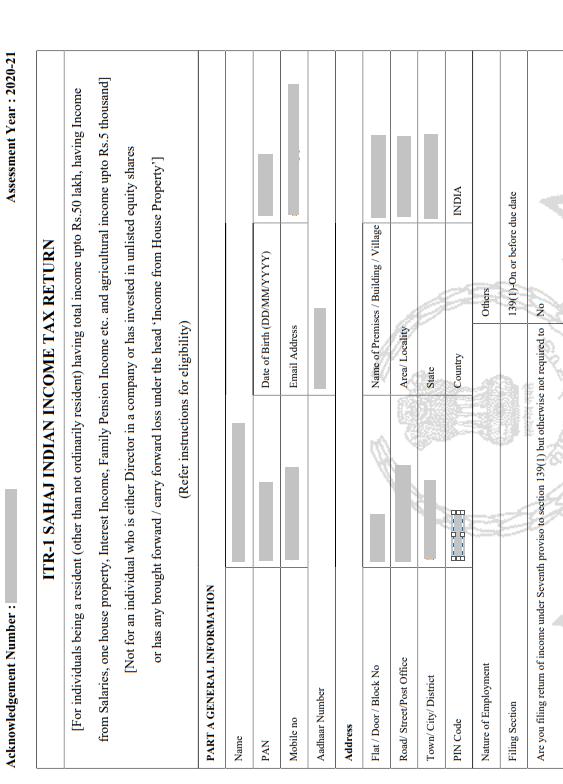 Acknowledgement Number :
Assessment Year : 2020-21
ITR-1 SAHAJ INDIAN INCOME TAX RETURN
[For individuals being a resident (other than not ordinarily resident) having total income upto Rs.50 lakh, having Income
from Salaries, one house property, Interest Income, Family Pension Income etc. and agricultural income upto Rs.5 thousand]
[Not for an individual who is either Director in a company or has invested in unlisted equity shares
or has any brought forward / carry forward loss under the head ‘Income from House Property’]
(Refer instructions for eligibility)
PART A GENERAL INFORMATION
Name
PAN Date of Birth (DD/MM/YYYY)
Mobile no Email Address
Aadhaar Number
Address
Flat / Door / Block No Name of Premises / Building / Village
Road/ Street/Post Office Area/ Locality
Town/ City/ District State
PIN Code Country INDIA
Nature of Employment Others
Filing Section 139(1)-On or before due date
Are you filing return of income under Seventh proviso to section 139(1) but otherwise not required to No